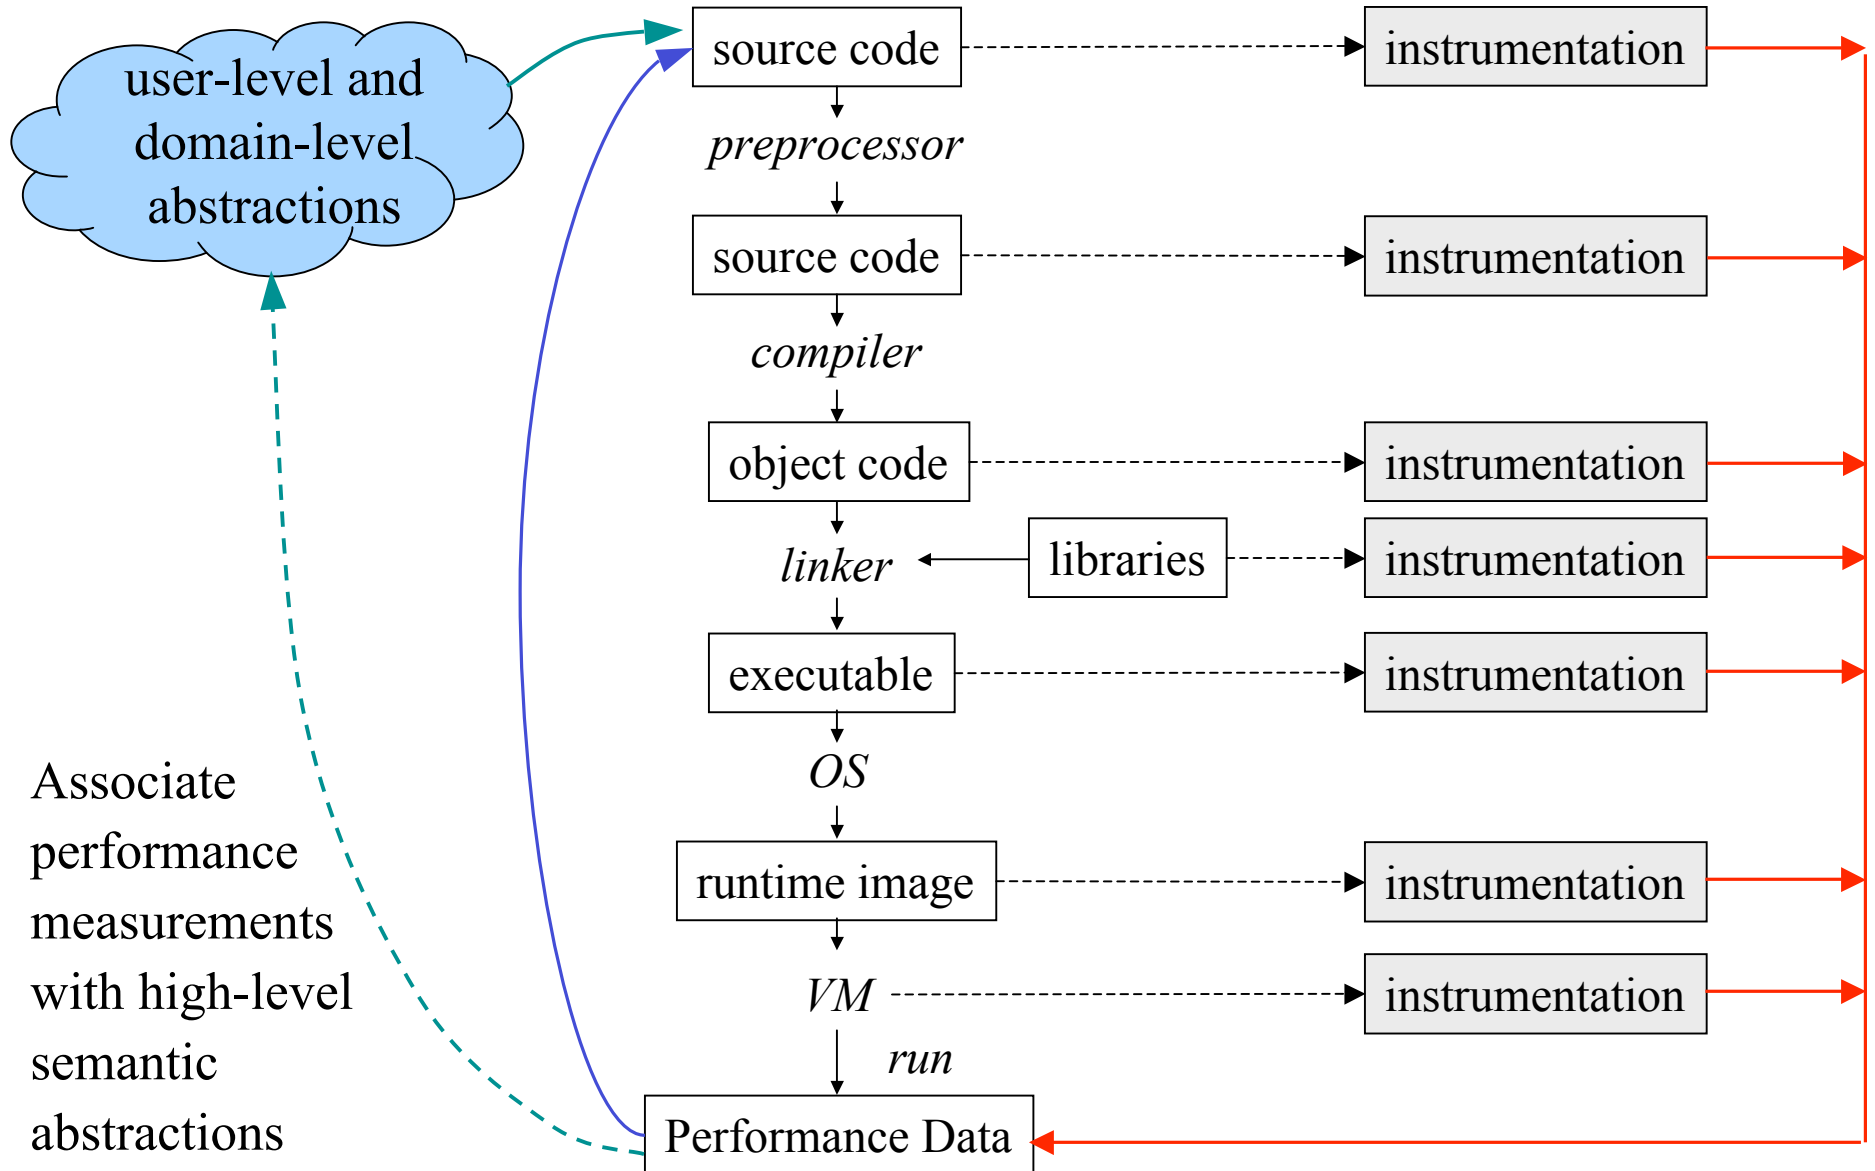 user-level and
domain-level
abstractions
source code
instrumentation
preprocessor
source code
instrumentation
compiler
object code
instrumentation
linker
libraries
instrumentation
executable
instrumentation
OS
runtime image
instrumentation
VM
instrumentation
run
Performance Data
Associate
performance
measurements
with high-level
semantic
abstractions